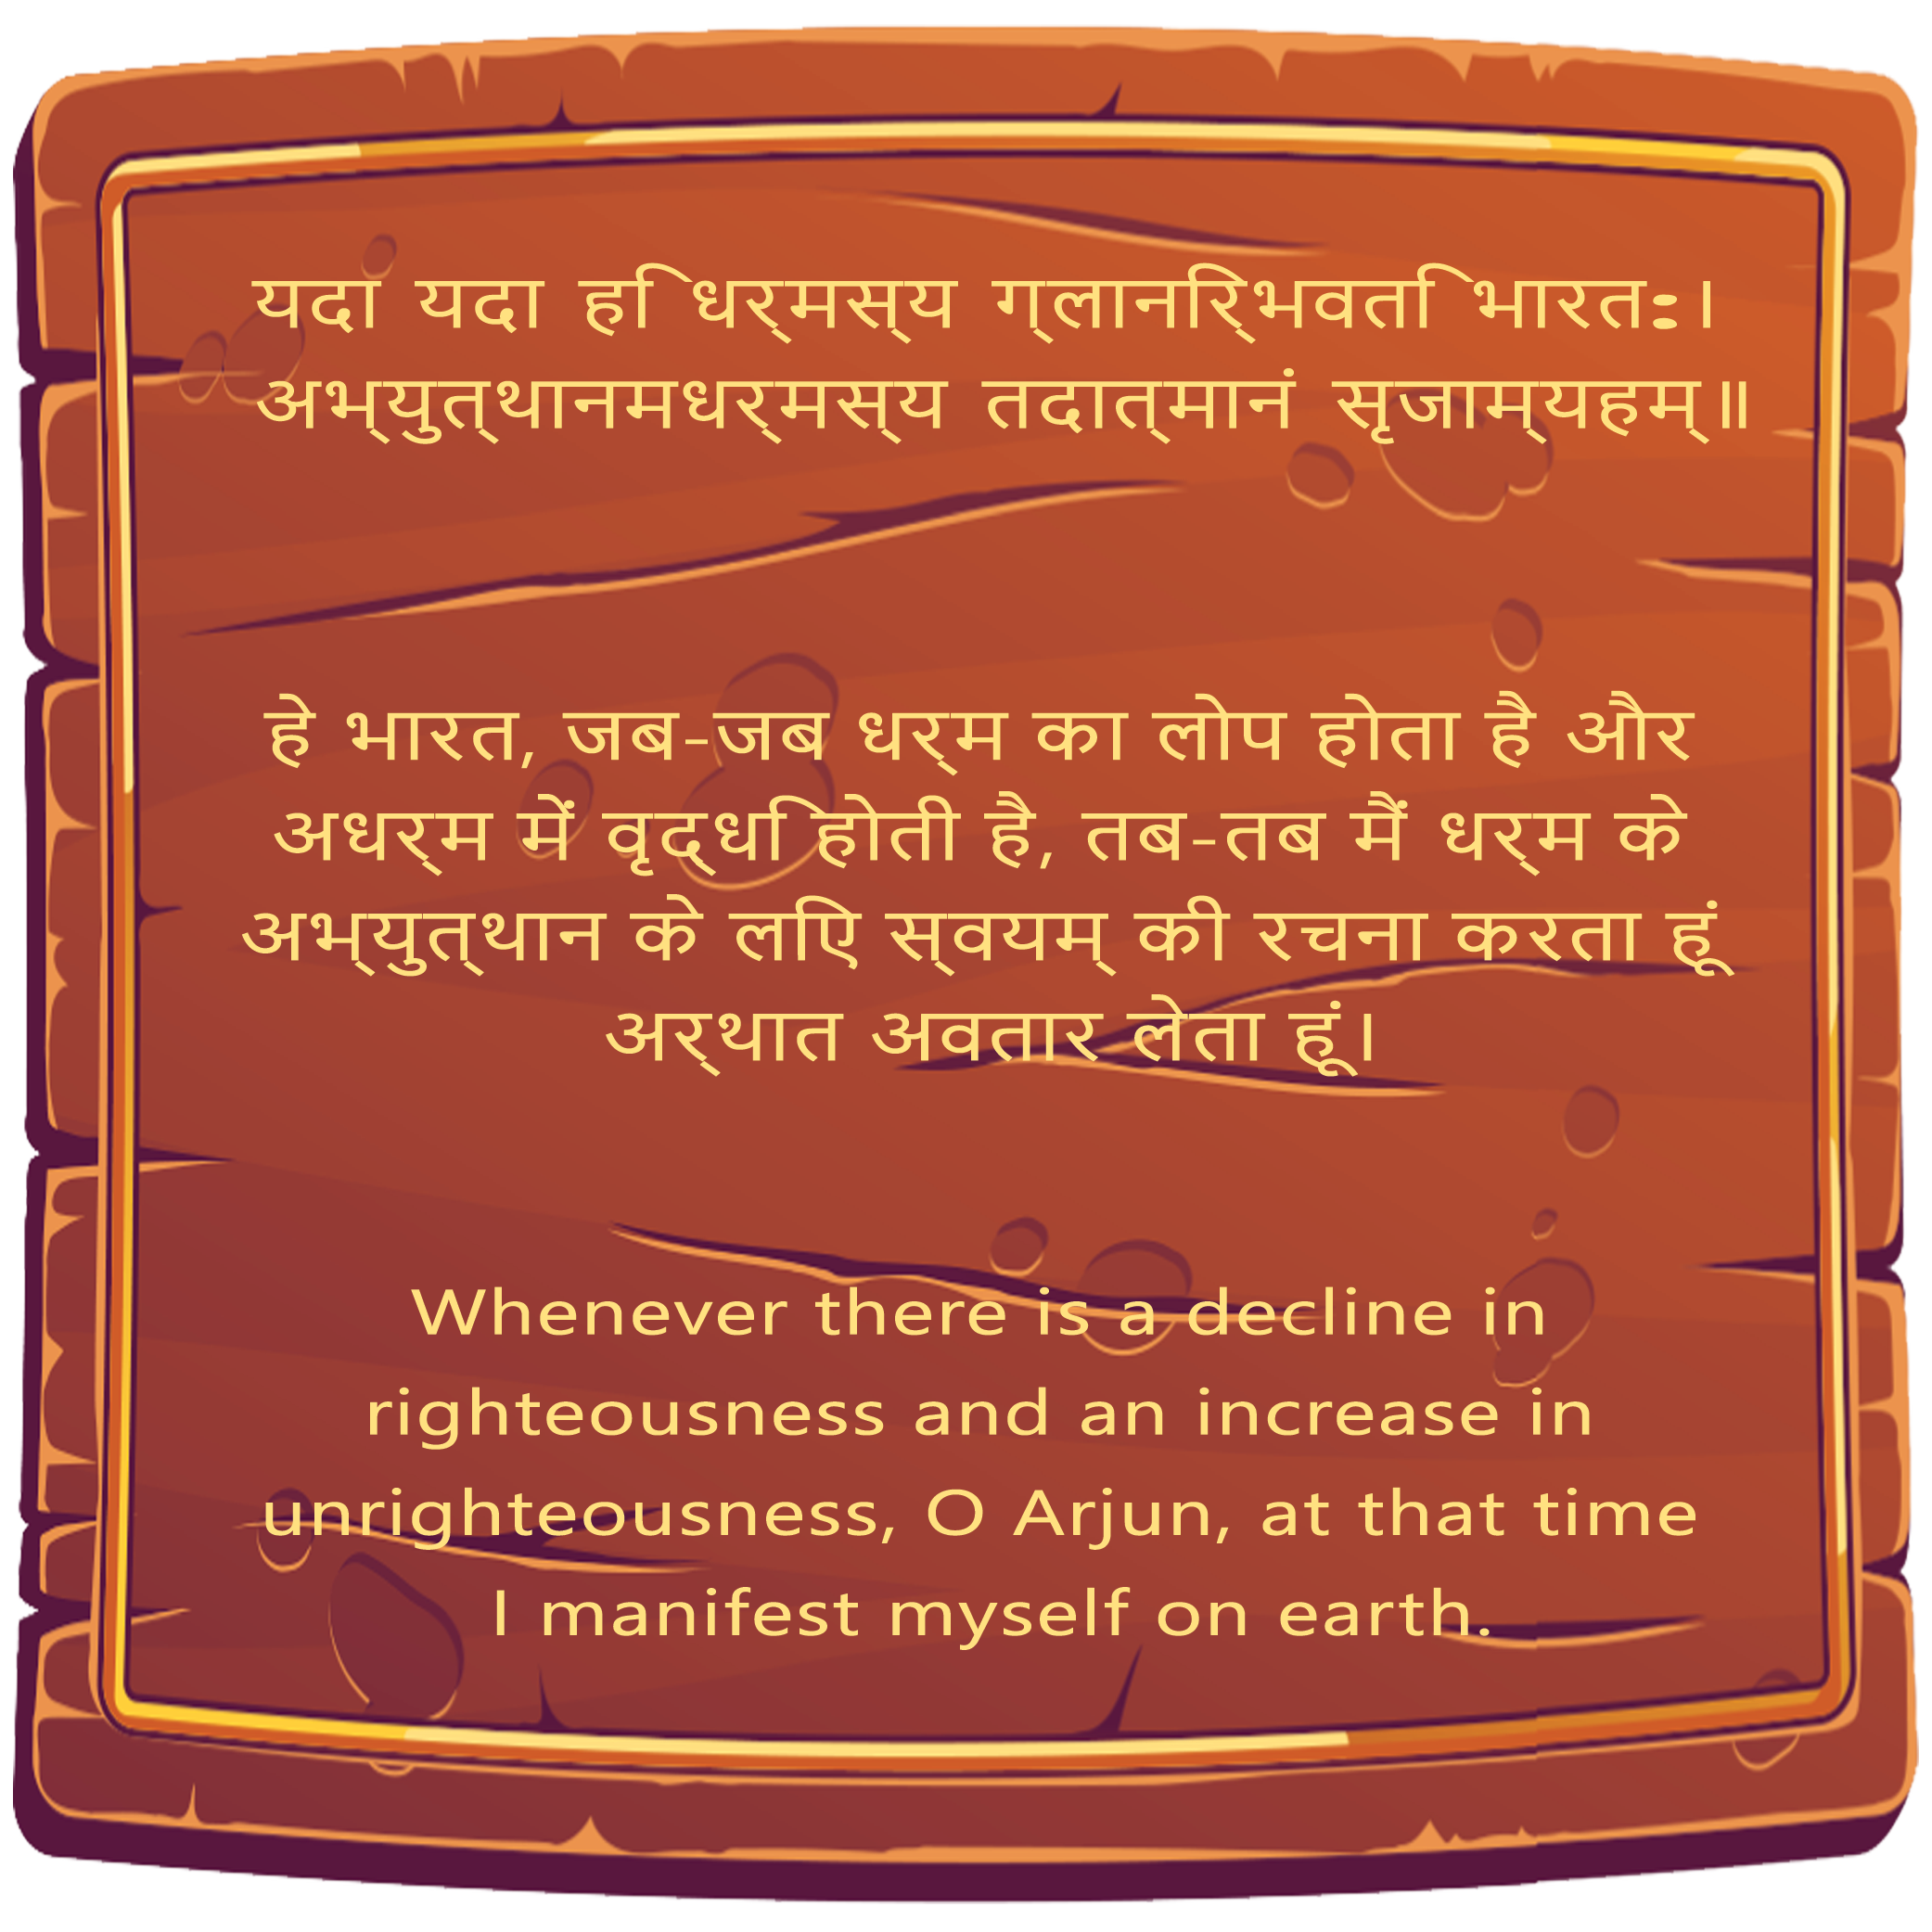 यदा यदा हि धर्मस्य ग्लानिर्भवति भारतः।
अभ्युत्थानमधर्मस्य तदात्मानं सृजाम्यहम्॥
हे भारत, जब-जब धर्म का लोप होता है और
अधर्म में वृद्धि होती है, तब-तब मैं धर्म के
अभ्युत्थान के लिए स्वयम् की रचना करता हूं
अर्थात अवतार लेता हूं।
Whenever there is a decline in
righteousness and an increase in
unrighteousness, O Arjun, at that time
I manifest myself on earth.